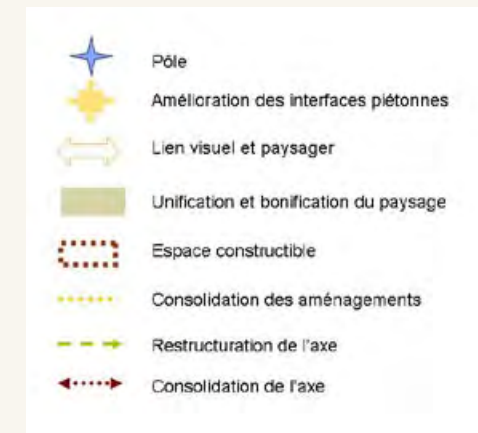 Pôle
Amélioration des interfaces piétonnes
Lien visuel et paysager
Unification et bonification du paysage
Espace constructible
Consolidation des aménagements
Restructuration de l'axe
Consolidation de l'axe